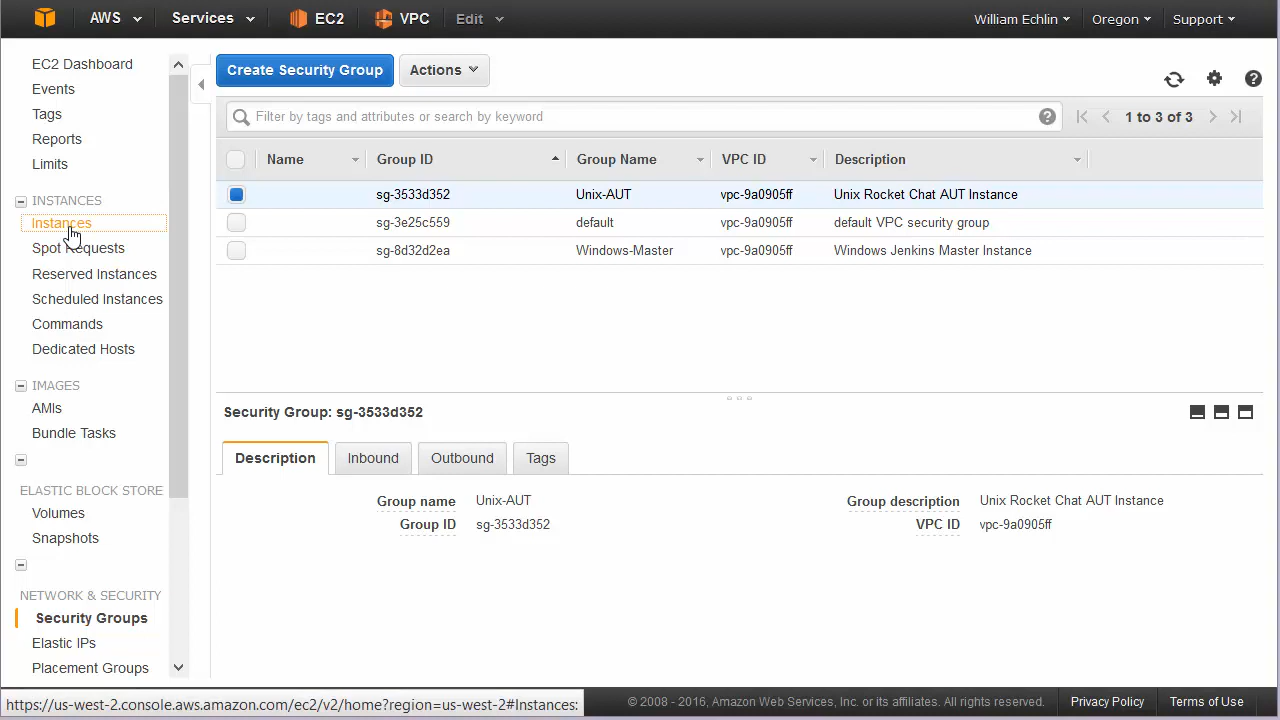 AWS Services EC2 VPC Edit William Echlin Oregon Support
EC2 Dashboard
Events
Tags
Reports
Limits
INSTANCES
Instances
Spot Requests
Reserved Instances
Scheduled Instances
Commands
Dedicated Hosts
IMAGES
AMIs
Bundle Tasks
ELASTIC BLOCK STORE
Volumes
Snapshots
NETWORK & SECURITY
Security Groups
Elastic IPs
Placement Groups
Create Security Group Actions
Filter by tags and attributes or search by keyword 1 to 3 of 3
Name Group ID Group Name VPC ID Description
sg-3533d352 Unix-AUT vpc-9a0905ff Unix Rocket Chat AUT Instance
sg-3e25c559 default vpc-9a0905ff default VPC security group
sg-8d32d2ea Windows-Master vpc-9a0905ff Windows Jenkins Master Instance
Security Group: sg-3533d352
Description Inbound Outbound Tags
Group name Unix-AUT Group description Unix Rocket Chat AUT Instance
Group ID sg-3533d352 VPC ID vpc-9a0905ff
https://us-west-2.console.aws.amazon.com/ec2/v2/home?region=us-west-2#Instances: © 2008 - 2016, Amazon Web Services, Inc. or its affiliates. All rights reserved. Privacy Policy Terms of Use